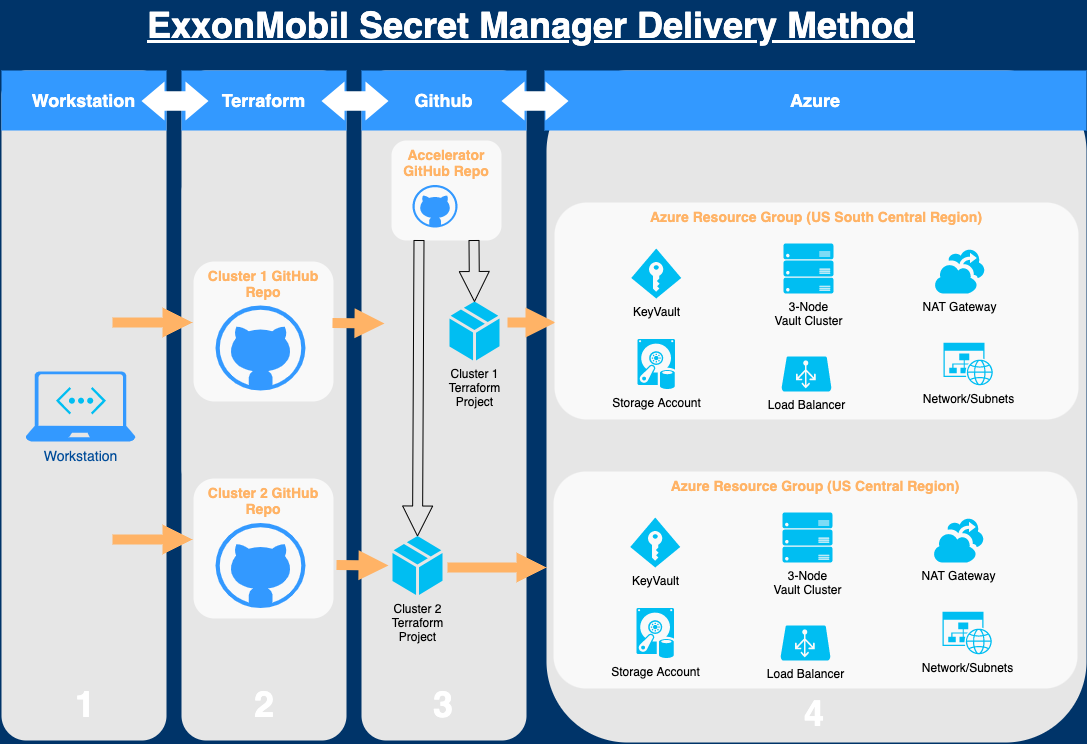 ExxonMobil Secret Manager Delivery Method
Workstation
Terraform
Github
Azure
Workstation
1
Cluster 1 GitHub
Repo
Cluster 2 GitHub
Repo
2
Accelerator
GitHub Repo
Cluster 1
Terraform
Project
Cluster 2
Terraform
Project
3
Azure Resource Group (US South Central Region)
KeyVault
3-Node
Vault Cluster
NAT Gateway
Storage Account
Load Balancer
Network/Subnets
Azure Resource Group (US Central Region)
KeyVault
3-Node
Vault Cluster
NAT Gateway
Storage Account
Load Balancer
Network/Subnets
4